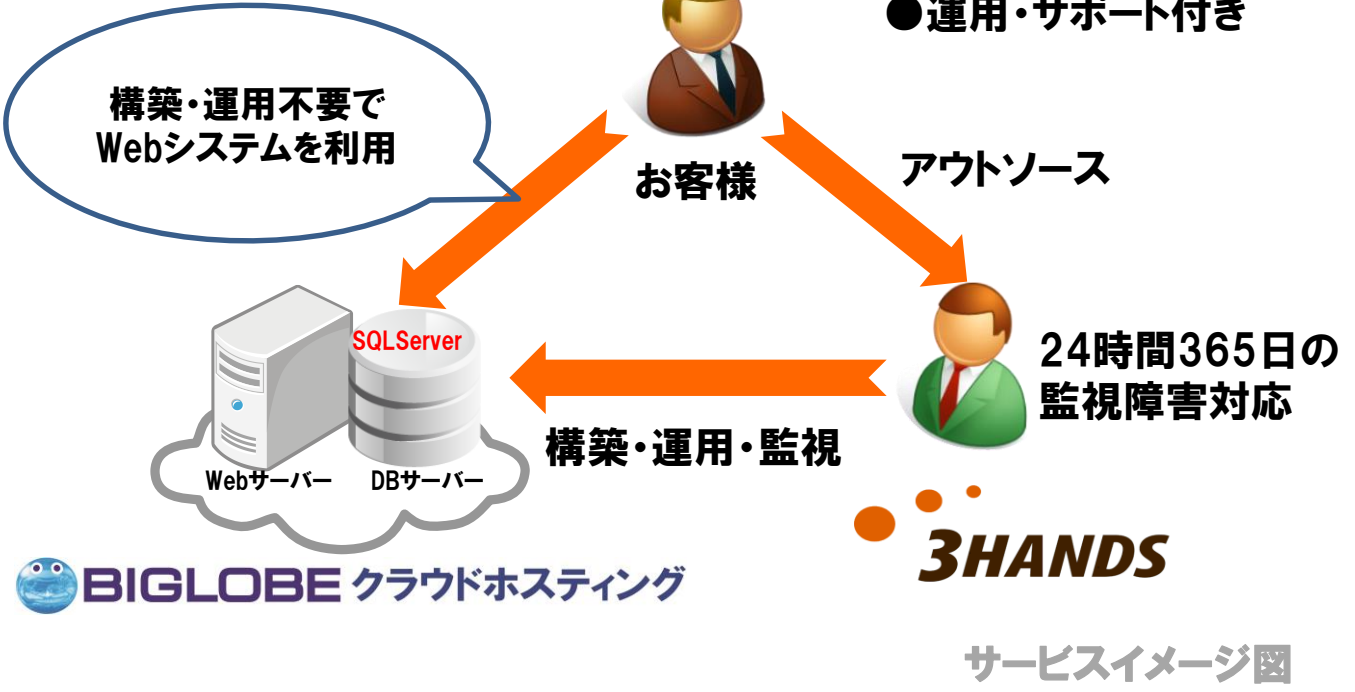 ●運用・サポート付き
構築・運用不要で
Webシステムを利用
お客様
アウトソース
SQLServer
24時間365日の
監視障害対応
構築・運用・監視
Webサーバー
DBサーバー
3HANDS
BIGLOBE クラウドホスティング
サービスイメージ図